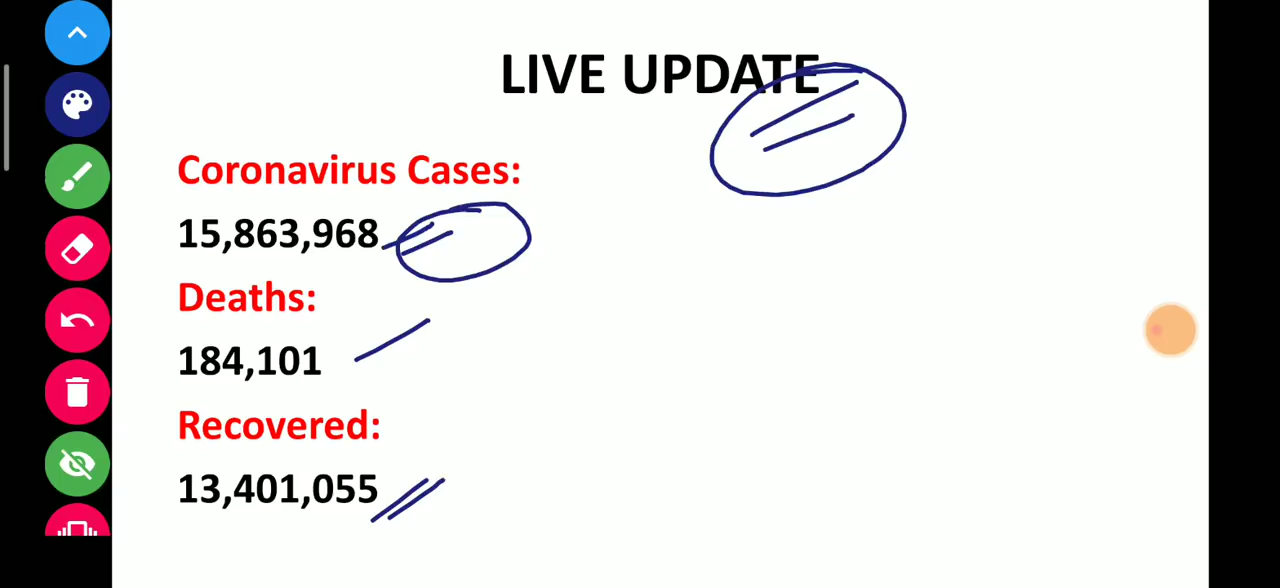 LIVE UPDATE
Coronavirus Cases:
15,863,968
Deaths:
184,101
Recovered:
13,401,055